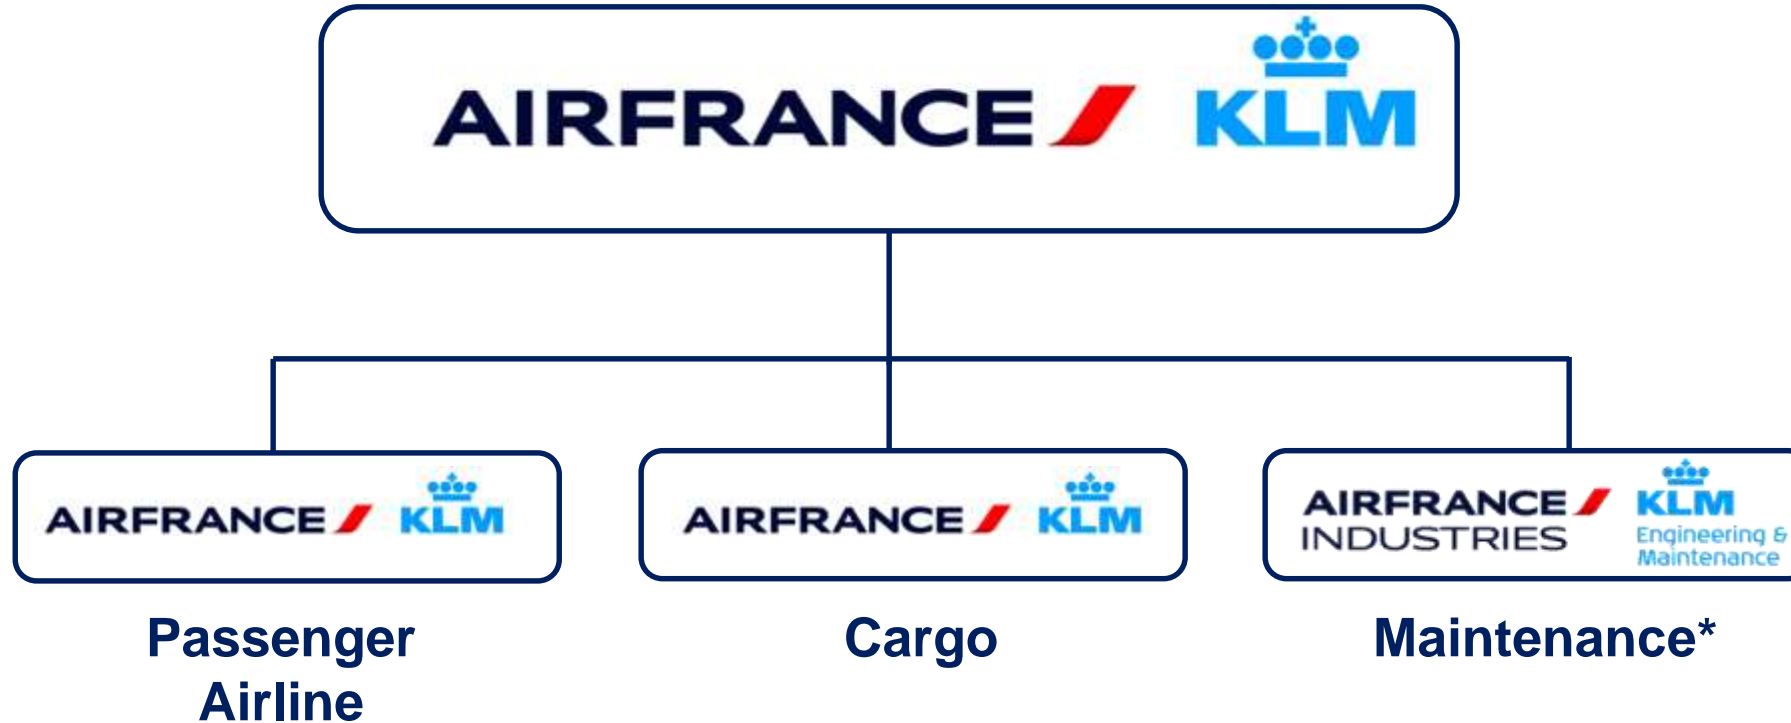 AIRFRANCE KLM
AIRFRANCE KLM
Passenger
Airline
AIRFRANCE KLM
Cargo
AIRFRANCE
INDUSTRIES
KLM
Engineering &
Maintenance
Maintenance*